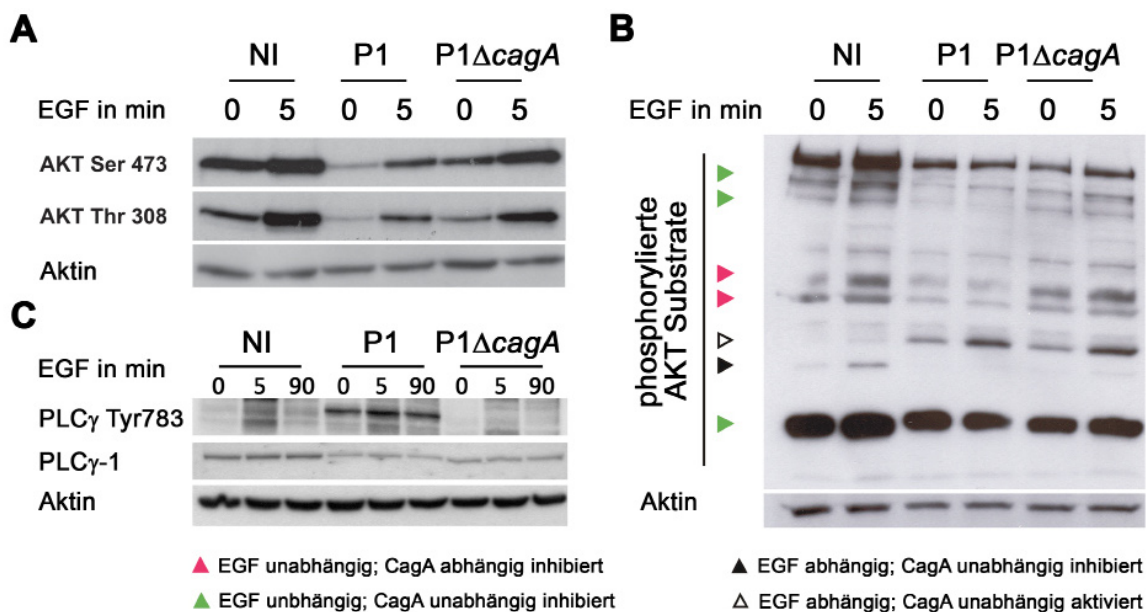 A
NI P1 P1ΔcagA
EGF in min 0 5 0 5 0 5
AKT Ser 473
AKT Thr 308
Aktin
B
NI P1 P1ΔcagA
EGF in min 0 5 0 5 0 5
phosphorylierte
AKT Substrate
Aktin
C
NI P1 P1ΔcagA
EGF in min 0 5 90 0 5 90 0 5 90
PLCγ Tyr783
PLCγ-1
Aktin
▲ EGF unabhängig; CagA abhängig inhibiert
▲ EGF unbhängig; CagA unabhängig inhibiert
▲ EGF abhängig; CagA unabhängig inhibiert
△ EGF abhängig; CagA unabhängig aktiviert